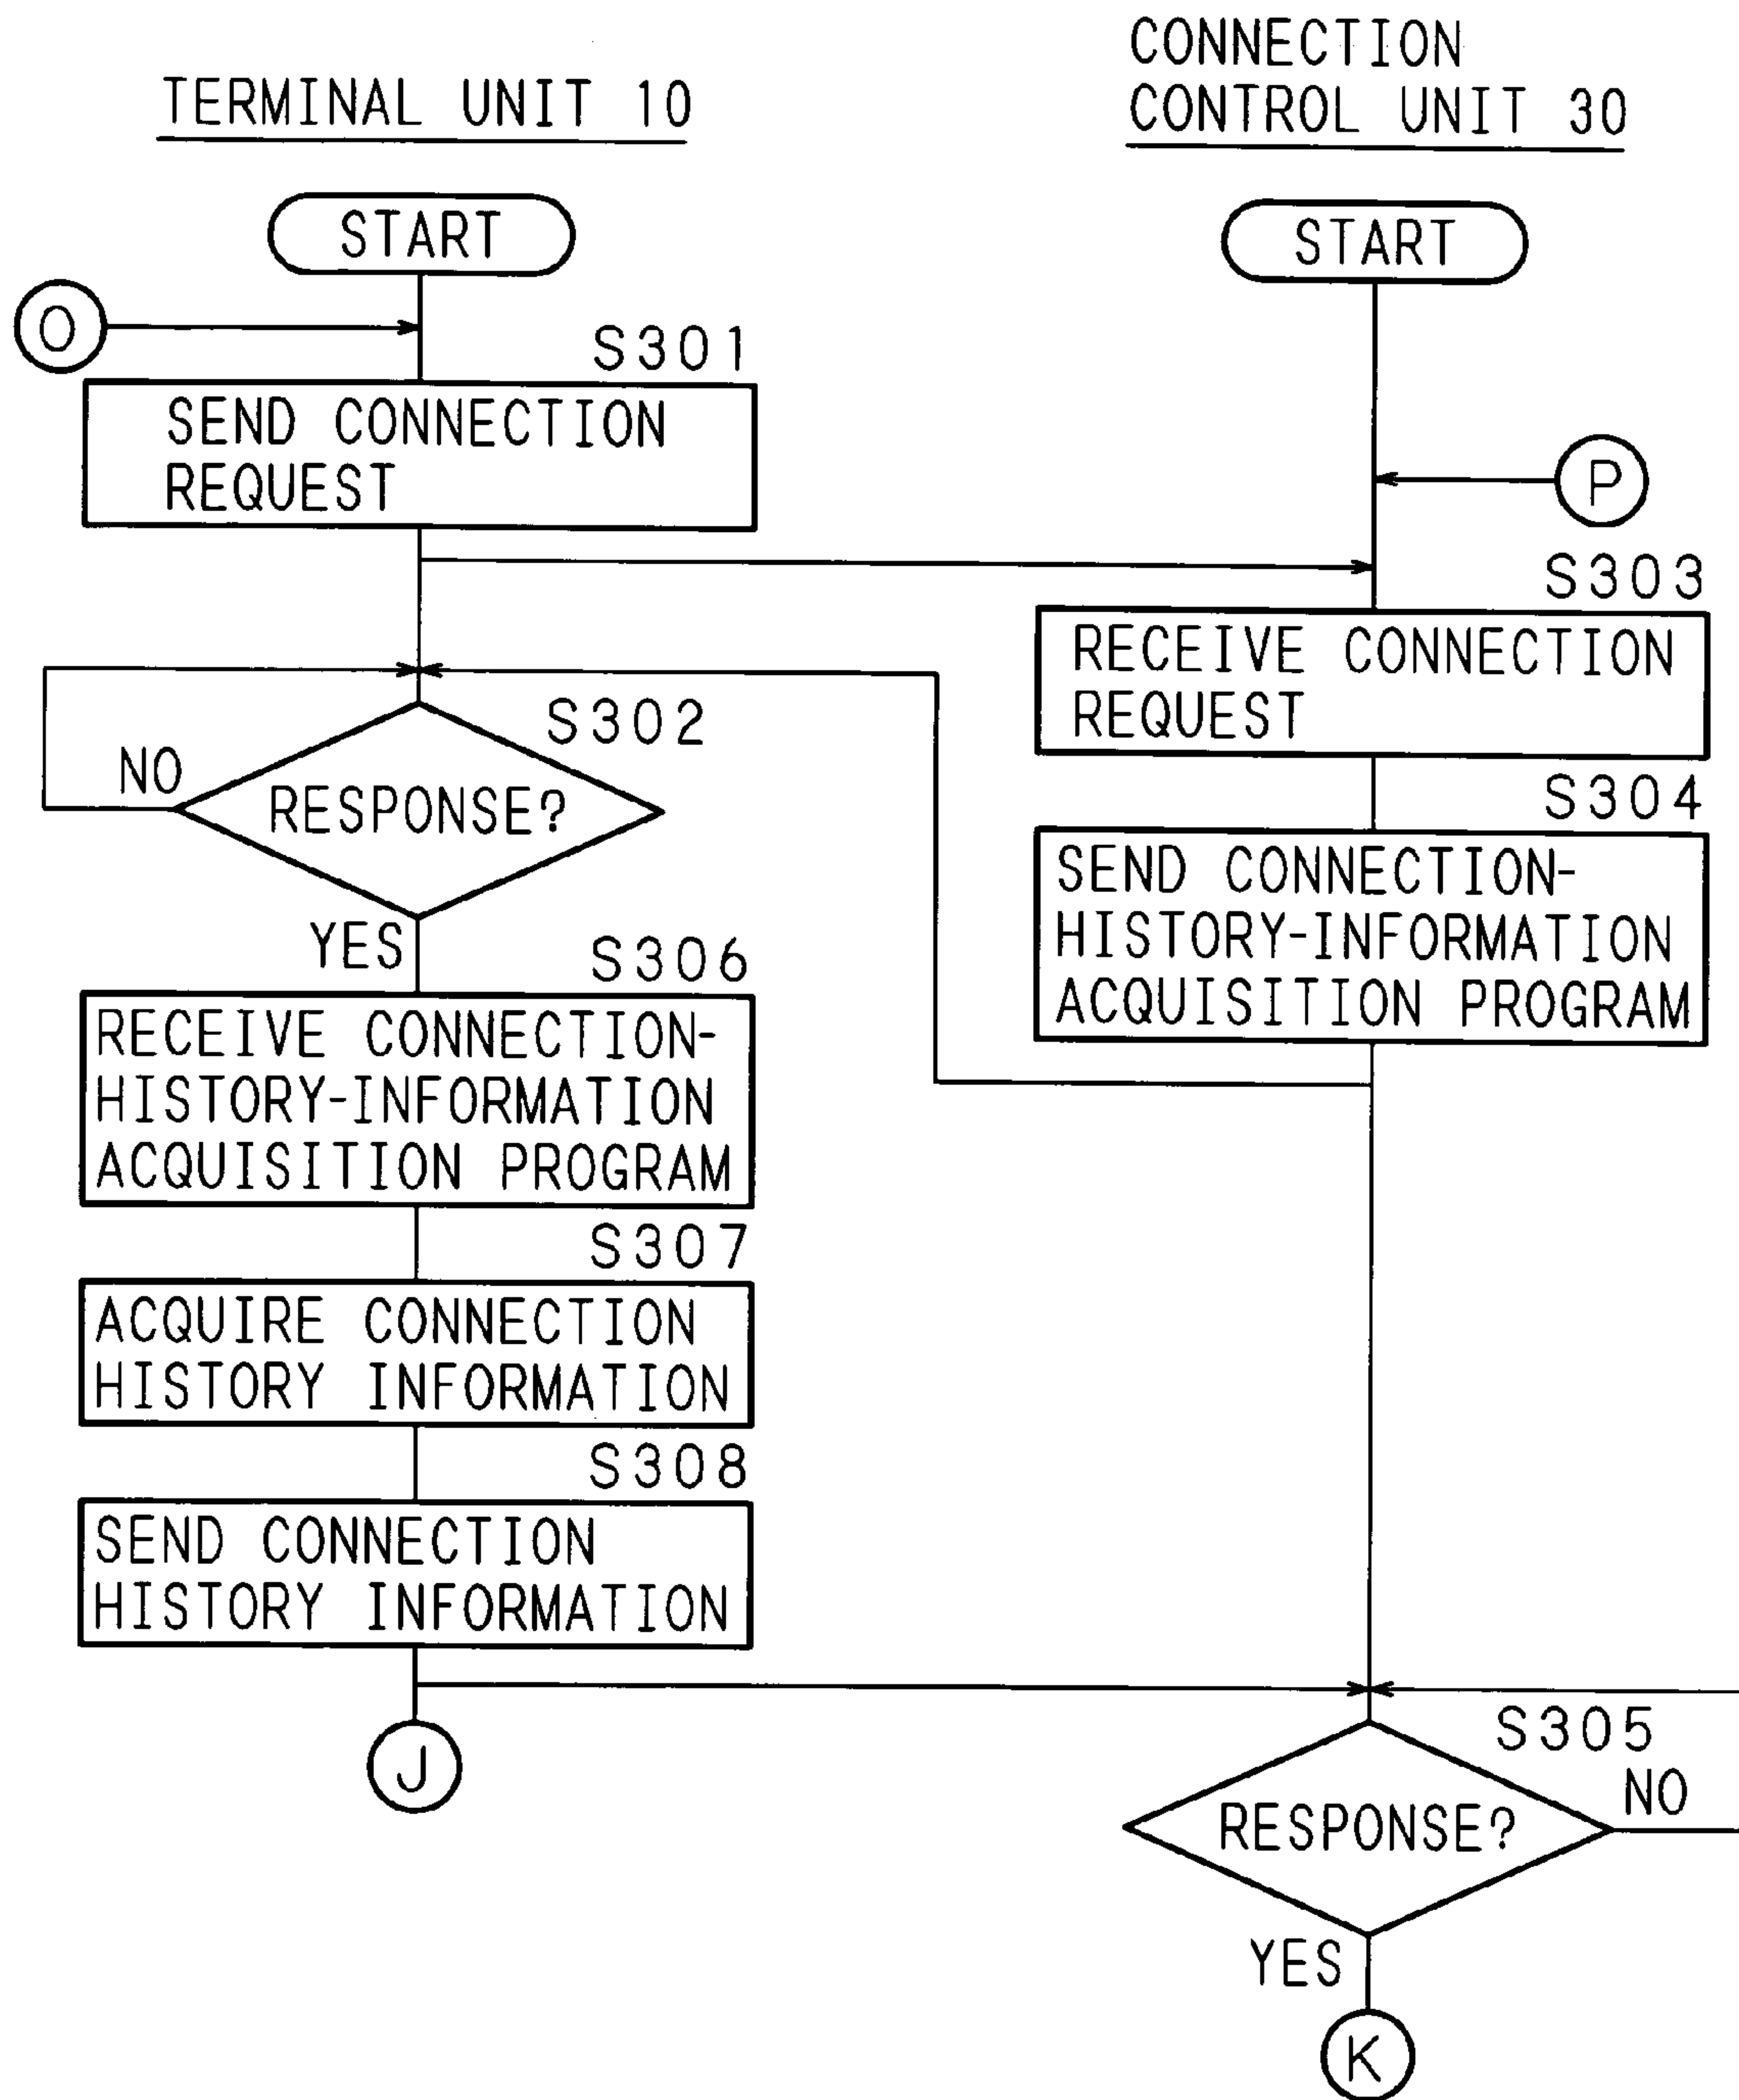 TERMINAL UNIT 10
START
O
S301
SEND CONNECTION
REQUEST
S302
NO
RESPONSE?
YES
S306
RECEIVE CONNECTION-
HISTORY-INFORMATION
ACQUISITION PROGRAM
S307
ACQUIRE CONNECTION
HISTORY INFORMATION
S308
SEND CONNECTION
HISTORY INFORMATION
J
CONNECTION
CONTROL UNIT 30
START
P
S303
RECEIVE CONNECTION
REQUEST
S304
SEND CONNECTION-
HISTORY-INFORMATION
ACQUISITION PROGRAM
S305
NO
RESPONSE?
YES
K